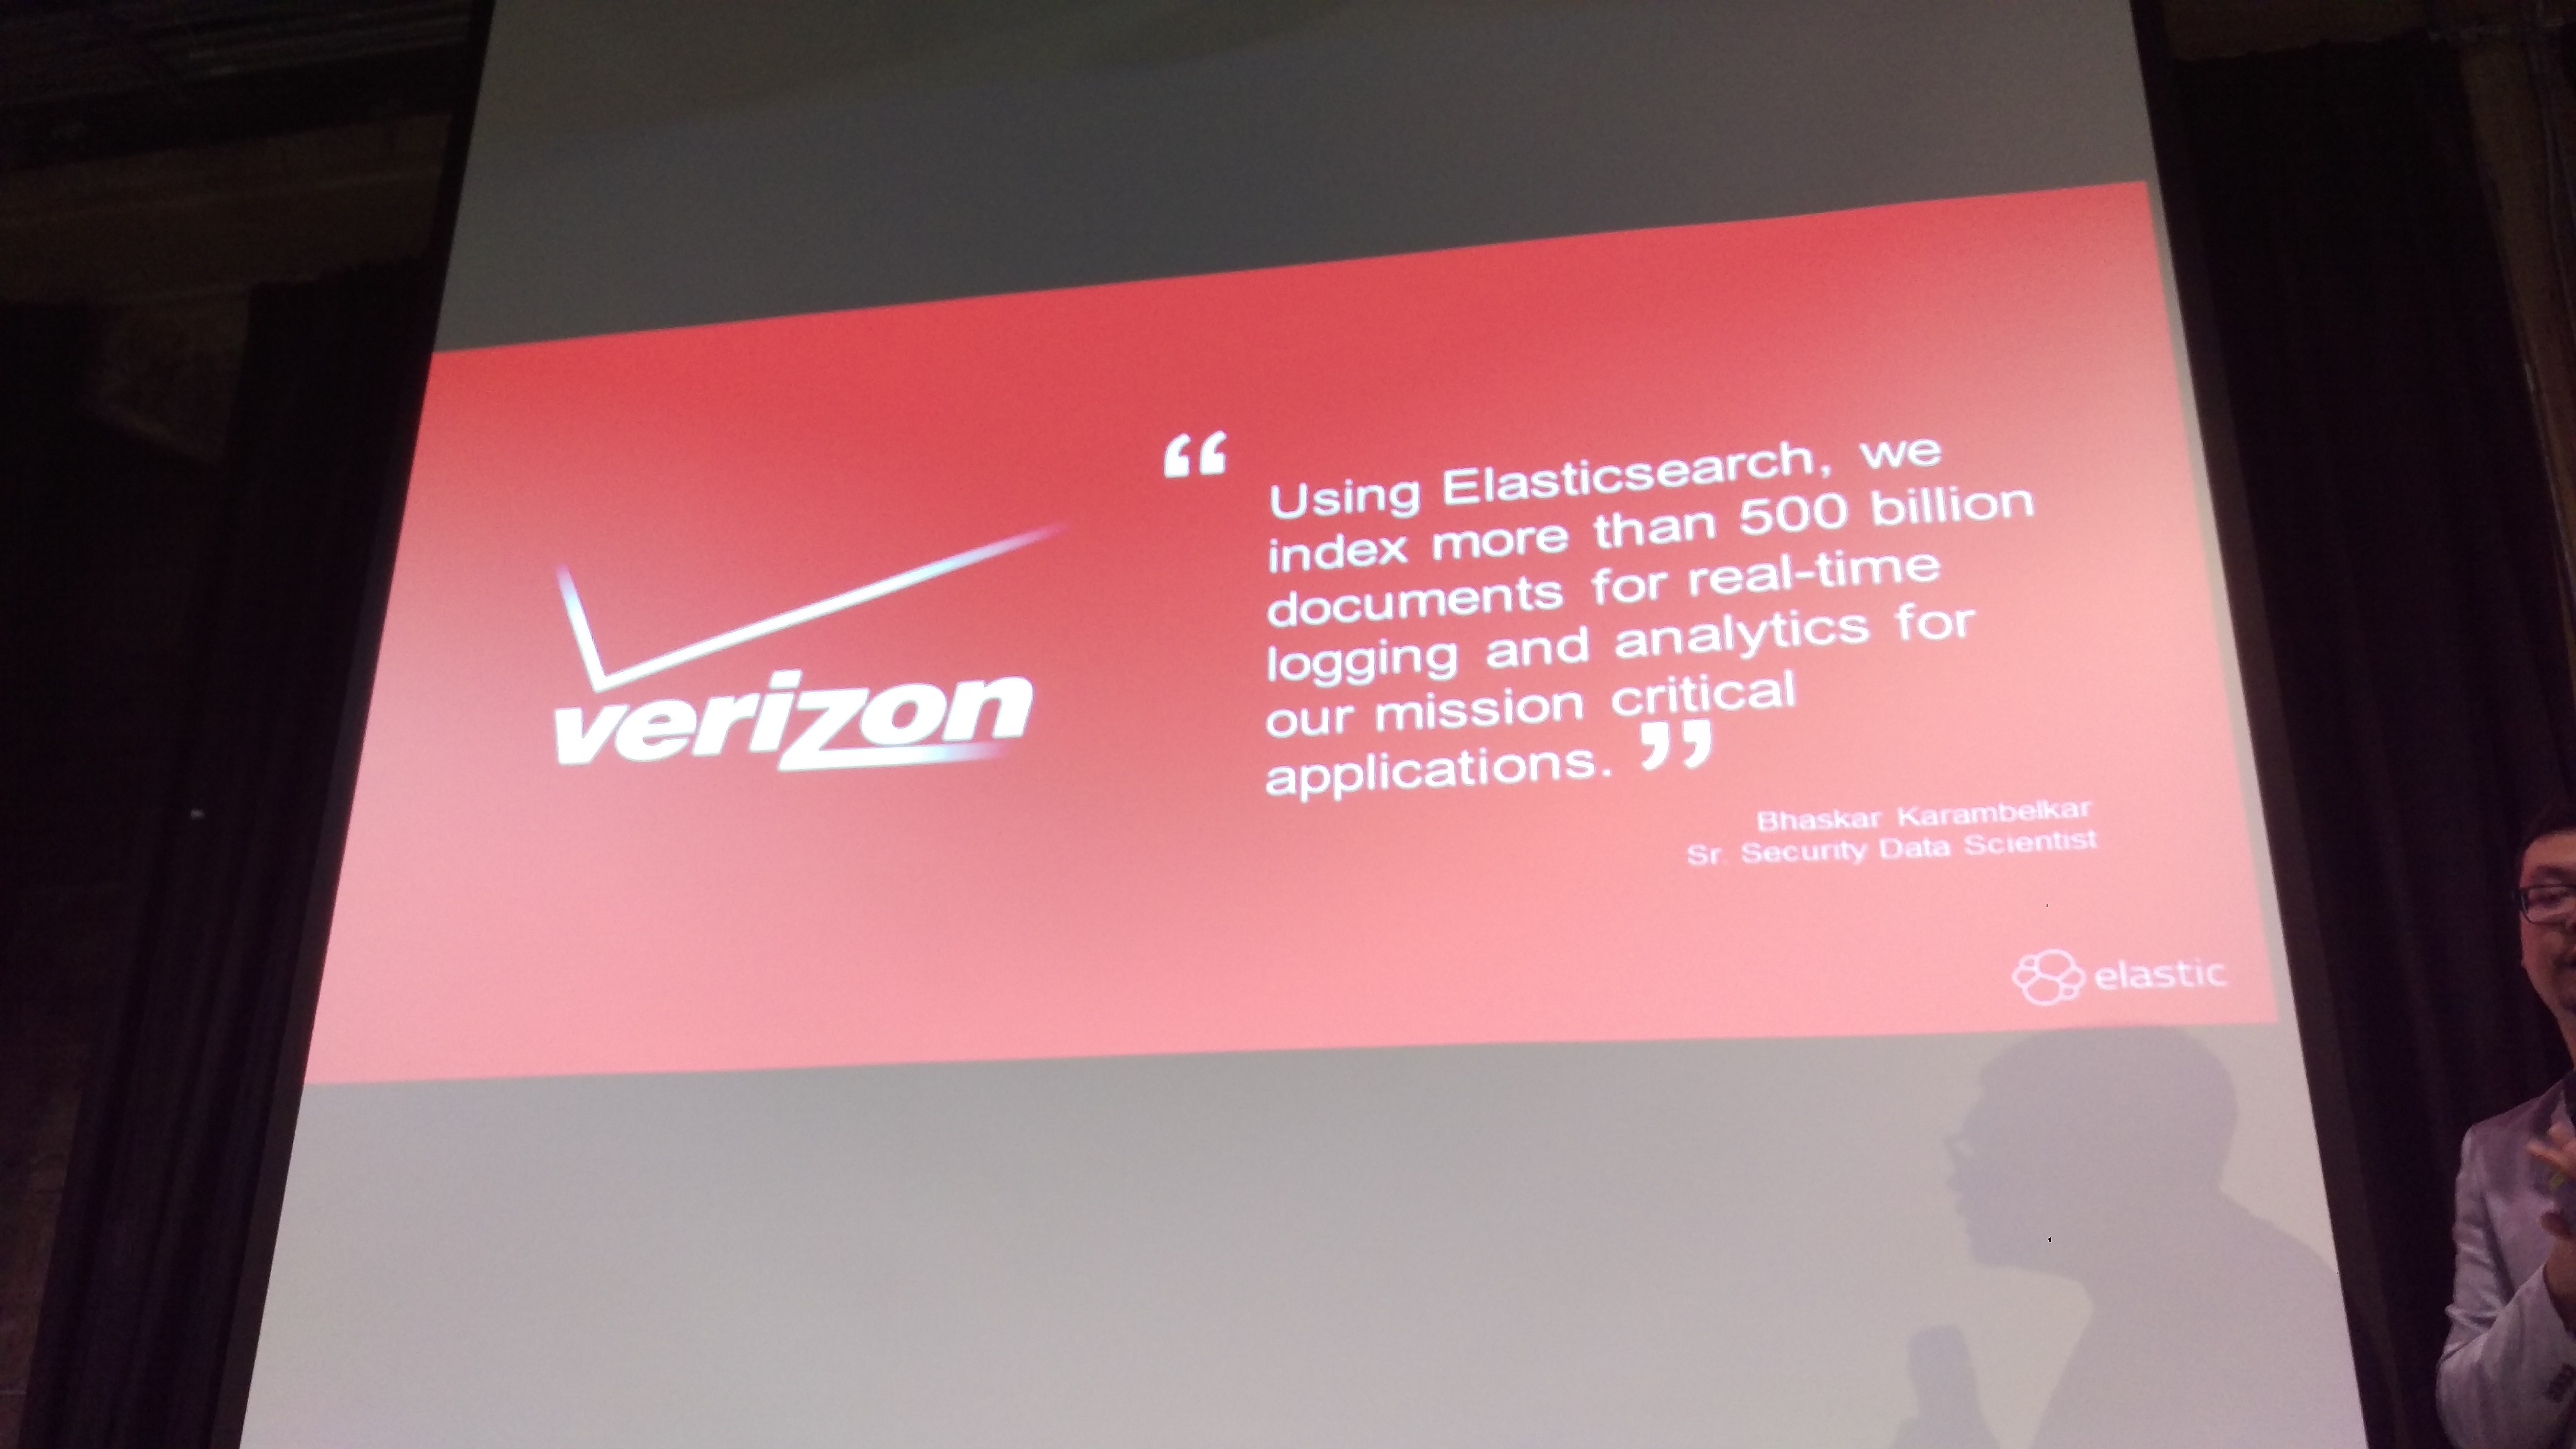 verizon
“ Using Elasticsearch, we
index more than 500 billion
documents for real-time
logging and analytics for
our mission critical
applications. ”
Bhaskar Karambelkar
Sr. Security Data Scientist
elastic